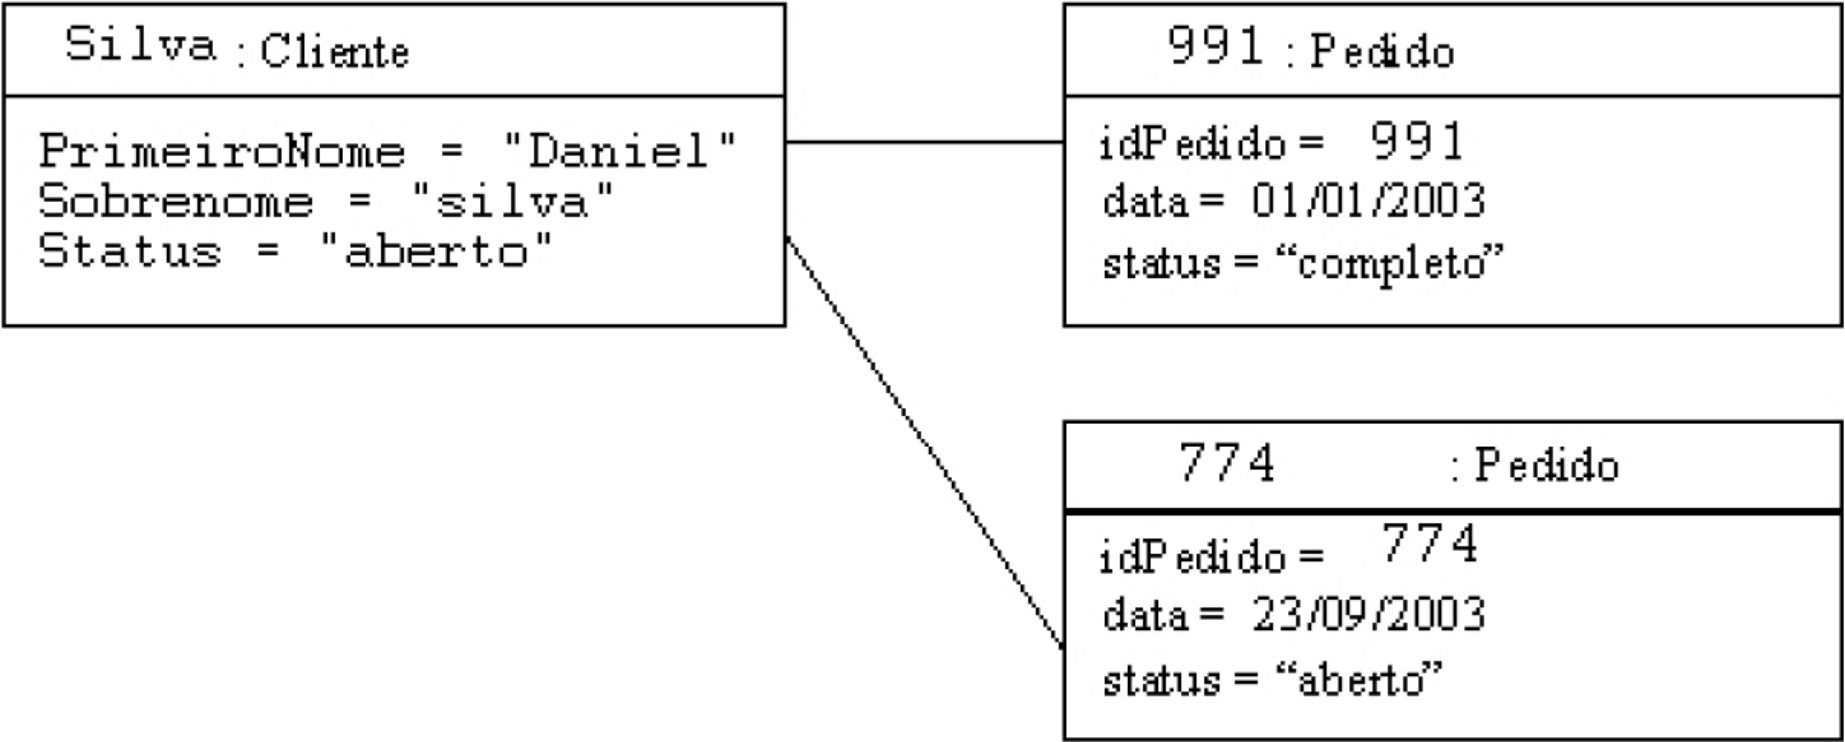 Silva : Cliente
PrimeiroNome = "Daniel"
Sobrenome = "silva"
Status = "aberto"
991 : Pedido
idPedido = 991
data = 01/01/2003
status = “completo”
774 : Pedido
idPedido = 774
data = 23/09/2003
status = “aberto”